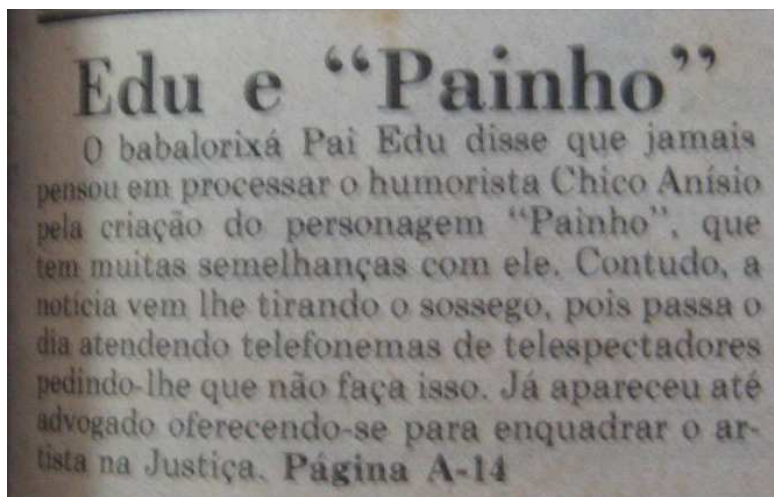 Edu e “Painho”
O babalorixá Pai Edu disse que jamais
pensou em processar o humorista Chico Anísio
pela criação do personagem “Painho”, que
tem muitas semelhanças com ele. Contudo, a
notícia vem lhe tirando o sossego, pois passa o
dia atendendo telefonemas de telespectadores
pedindo-lhe que não faça isso. Já apareceu até
advogado oferecendo-se para enquadrar o ar-
tista na Justiça. Página A-14